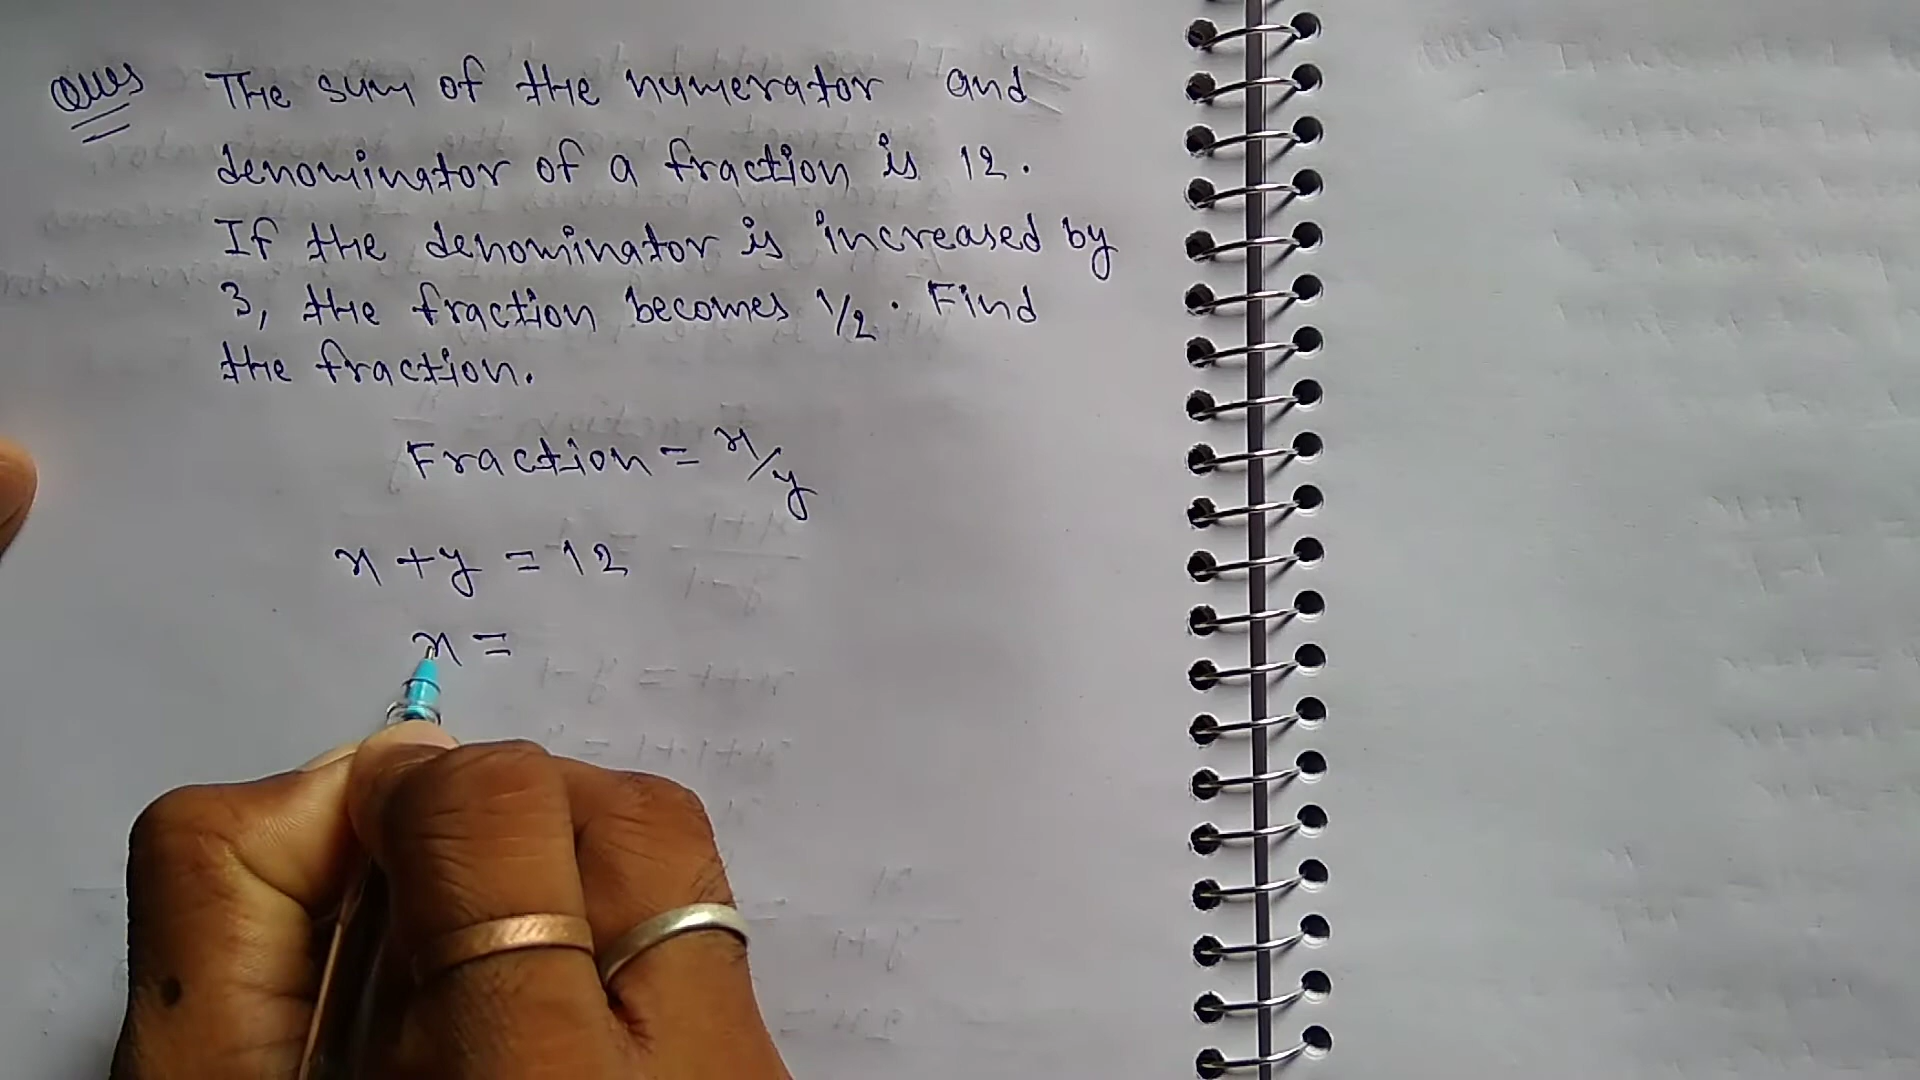 Ques The sum of the numerator and
denominator of a fraction is 12.
If the denominator is increased by
3, the fraction becomes 1/2. Find
the fraction.
Fraction = x/y
x + y = 12
x =